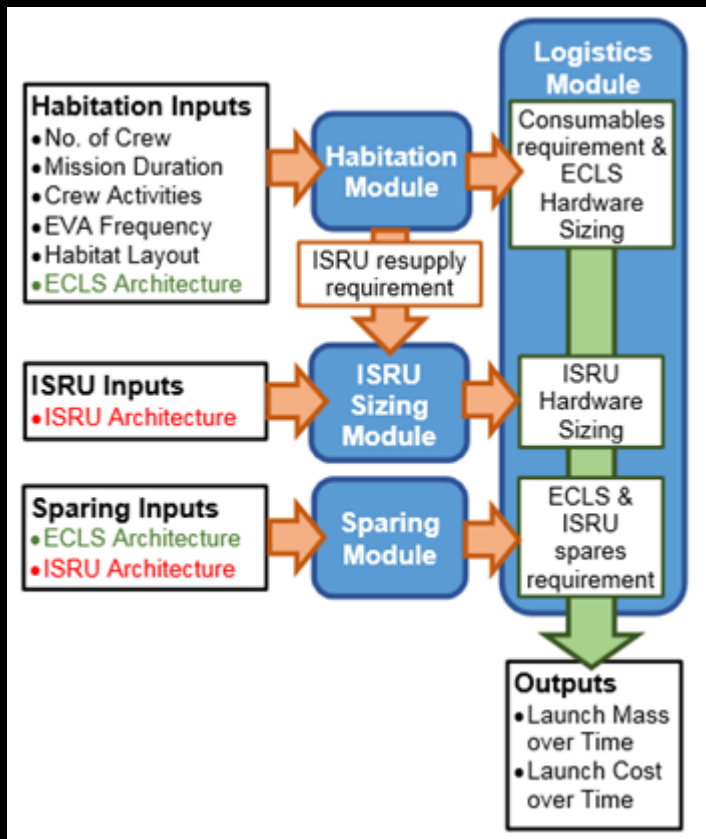 Habitation Inputs
•No. of Crew
•Mission Duration
•Crew Activities
•EVA Frequency
•Habitat Layout
•ECLS Architecture
Habitation
Module
Logistics
Module
Consumables
requirement &
ECLS
Hardware
Sizing
ISRU resupply
requirement
ISRU Inputs
•ISRU Architecture
ISRU
Sizing
Module
ISRU
Hardware
Sizing
Sparing Inputs
•ECLS Architecture
•ISRU Architecture
Sparing
Module
ECLS &
ISRU
spares
requirement
Outputs
•Launch Mass
over Time
•Launch Cost
over Time